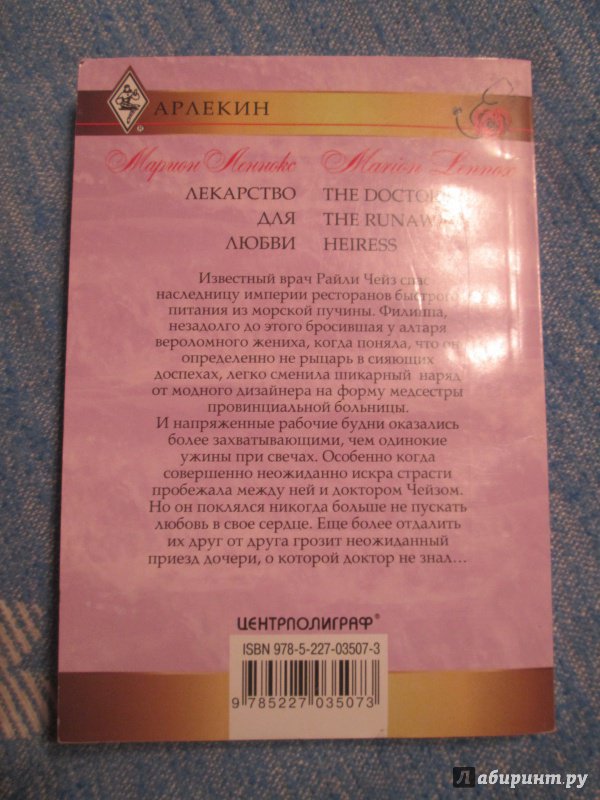 АРЛЕКИН
Марион Леннокс Marion Lennox
ЛЕКАРСТВО THE DOCTOR
ДЛЯ THE RUNAWAY
ЛЮБВИ HEIRESS
Известный врач Райли Чейз спас
наследницу империи ресторанов быстрого
питания из морской пучины. Филиппа,
незадолго до этого бросившая у алтаря
вероломного жениха, когда поняла, что он
определенно не рыцарь в сияющих
доспехах, легко сменила шикарный наряд
от модного дизайнера на форму медсестры
провинциальной больницы.
И напряженные рабочие будни оказались
более захватывающими, чем одинокие
ужины при свечах. Особенно когда
совершенно неожиданно искра страсти
пробежала между ней и доктором Чейзом.
Но он поклялся никогда больше не пускать
любовь в свое сердце. Еще более отдалить
их друг от друга грозит неожиданный
приезд дочери, о которой доктор не знал...
ЦЕНТРПОЛИГРАФ®
ISBN 978-5-227-03507-3
9 785227 035073
Лабиринт.ру